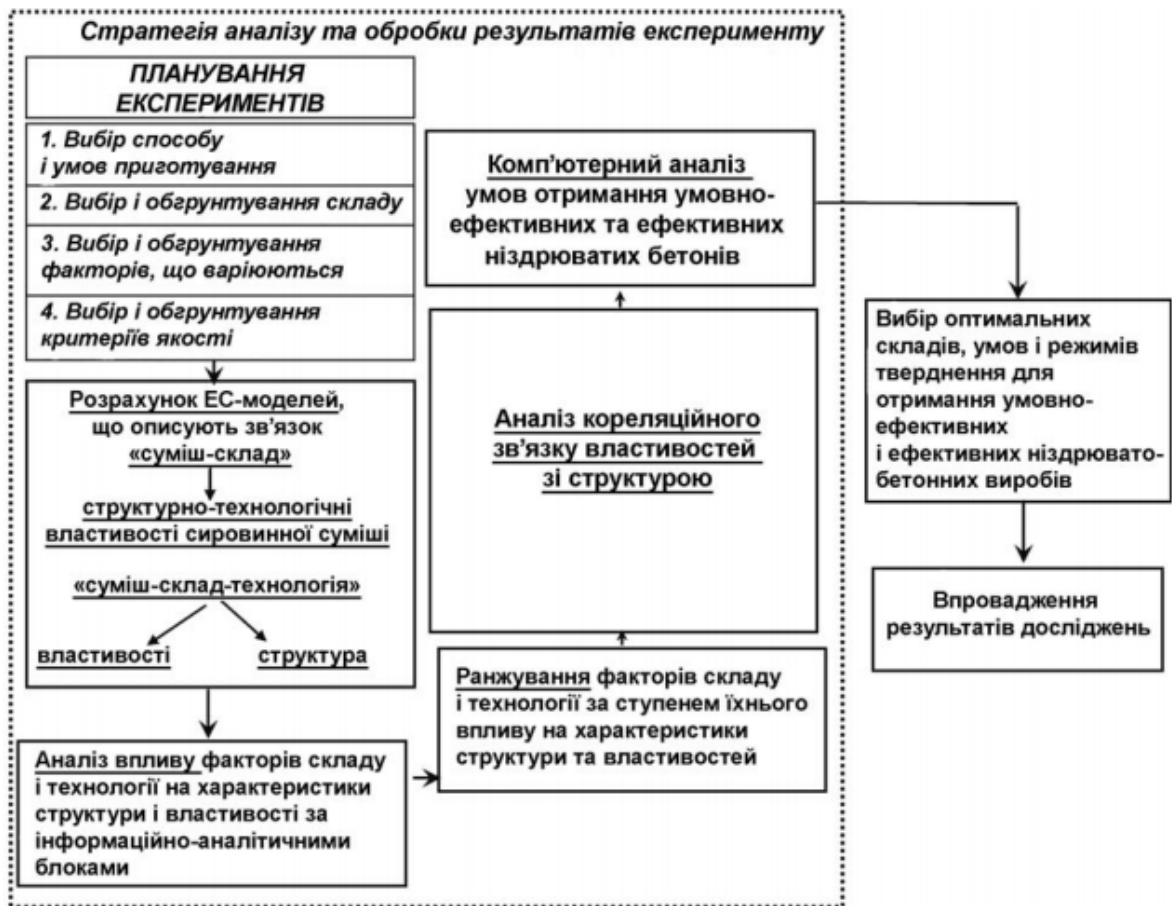 Стратегія аналізу та обробки результатів експерименту
ПЛАНУВАННЯ
ЕКСПЕРИМЕНТІВ
1. Вибір способу
і умов приготування
2. Вибір і обгрунтування складу
3. Вибір і обгрунтування
факторів, що варіюються
4. Вибір і обгрунтування
критеріїв якості
Розрахунок ЕС-моделей,
що описують зв'язок
«суміш-склад»
структурно-технологічні
властивості сировинної суміші
«суміш-склад-технологія»
властивості
структура
Аналіз впливу факторів складу
і технології на характеристики
структури і властивості за
інформаційно-аналітичними
блоками
Ранжування факторів складу
і технології за ступенем їхнього
впливу на характеристики
структури та властивостей
Аналіз кореляційного
зв'язку властивостей
зі структурою
Комп'ютерний аналіз
умов отримання умовно-
ефективних та ефективних
ніздрюватих бетонів
Вибір оптимальних
складів, умов і режимів
тверднення для
отримання умовно-
ефективних
і ефективних ніздрювато-
бетонних виробів
Впровадження
результатів досліджень